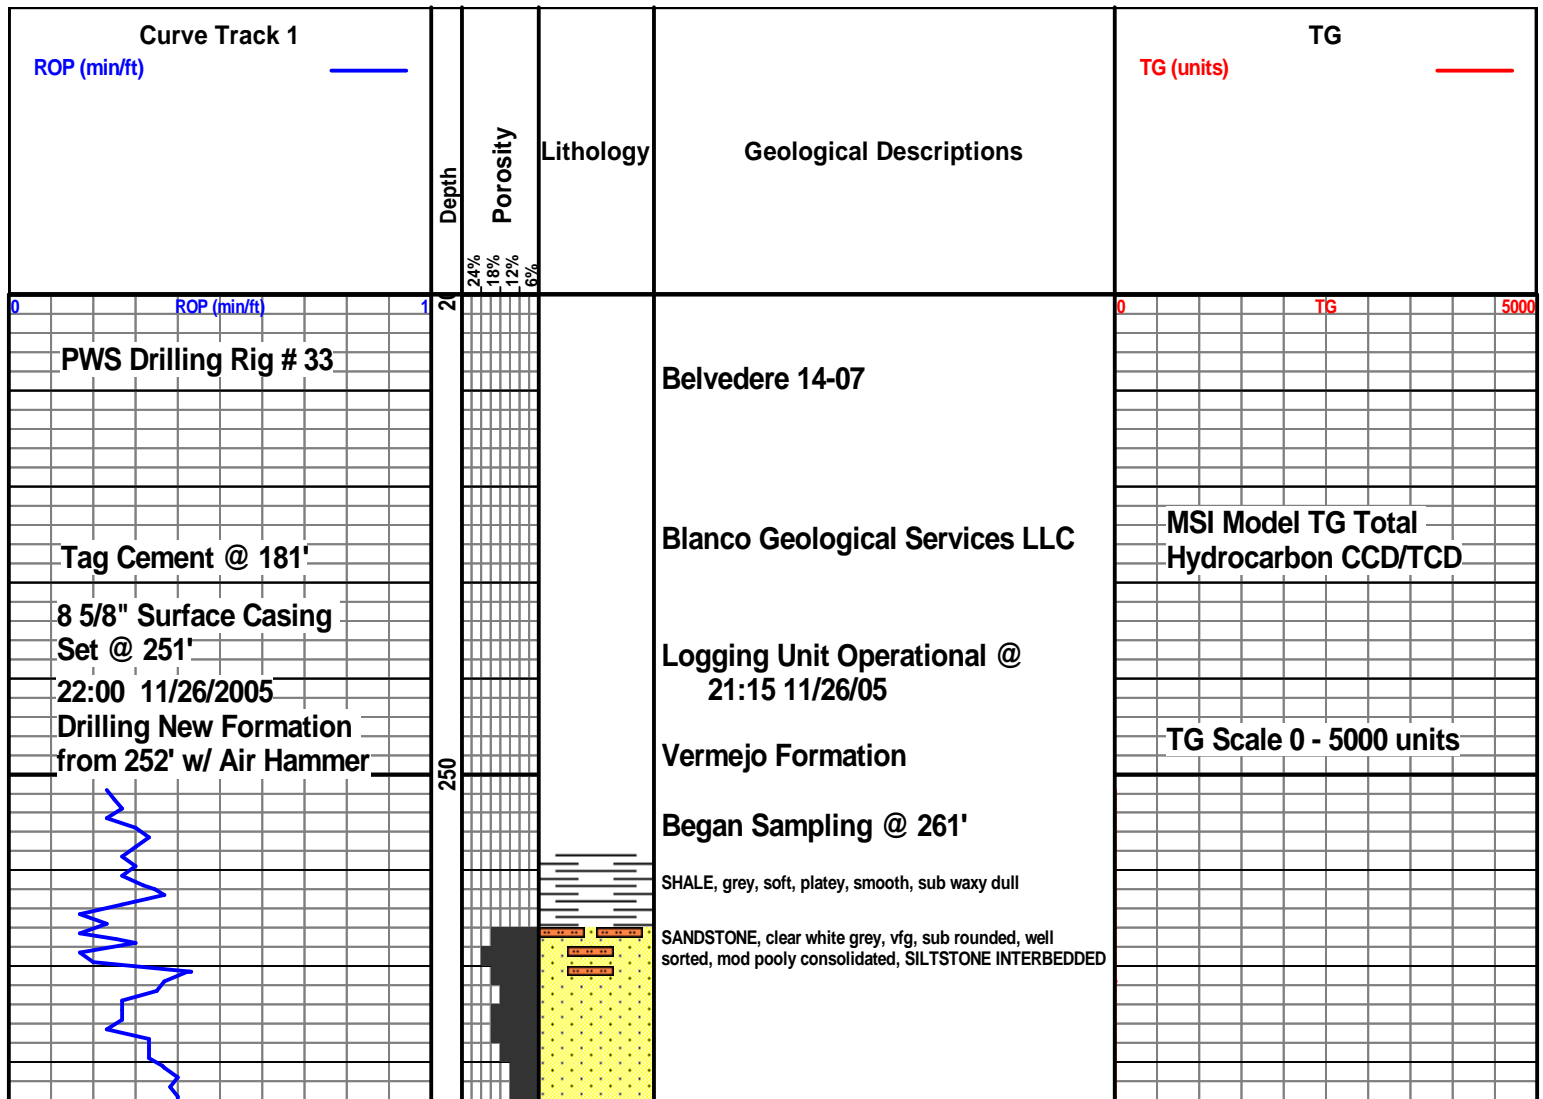 Curve Track 1
ROP (min/ft)
Depth
Porosity
24%
18%
12%
6%
Lithology
Geological Descriptions
TG
TG (units)
0 ROP (min/ft) 1
0 TG 5000
PWS Drilling Rig # 33
Belvedere 14-07
Tag Cement @ 181'
Blanco Geological Services LLC
MSI Model TG Total
Hydrocarbon CCD/TCD
8 5/8" Surface Casing
Set @ 251'
22:00 11/26/2005
Drilling New Formation
from 252' w/ Air Hammer
250
Logging Unit Operational @
21:15 11/26/05
Vermejo Formation
TG Scale 0 - 5000 units
Began Sampling @ 261'
SHALE, grey, soft, platey, smooth, sub waxy dull
SANDSTONE, clear white grey, vfg, sub rounded, well
sorted, mod pooly consolidated, SILTSTONE INTERBEDDED